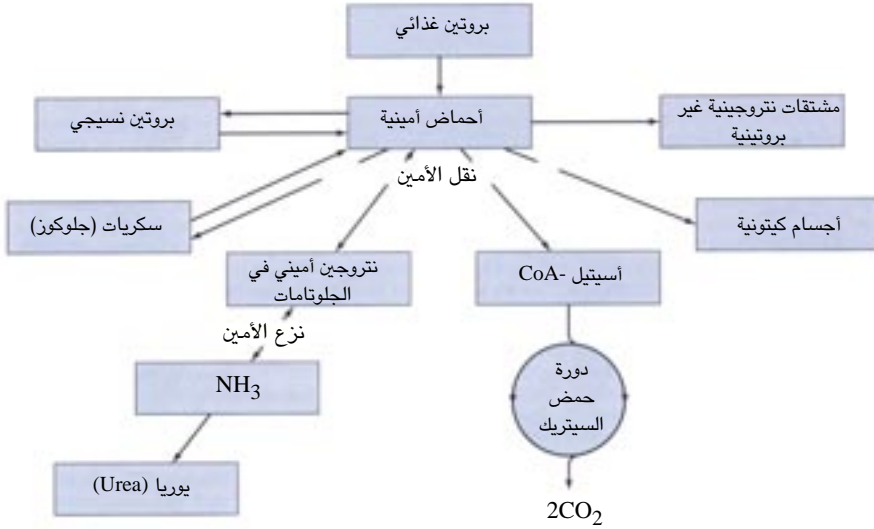 بروتين غذائي
أحماض أمينية
بروتين نسيجي
مشتقات نتروجينية غير
بروتينية
نقل الأمين
سكريات (جلوكوز)
أجسام كيتونية
نتروجين أميني في
الجلوتامات
أسيتيل -CoA
نزع الأمين
NH3
دورة
حمض
السيتريك
يوريا (Urea)
2CO2